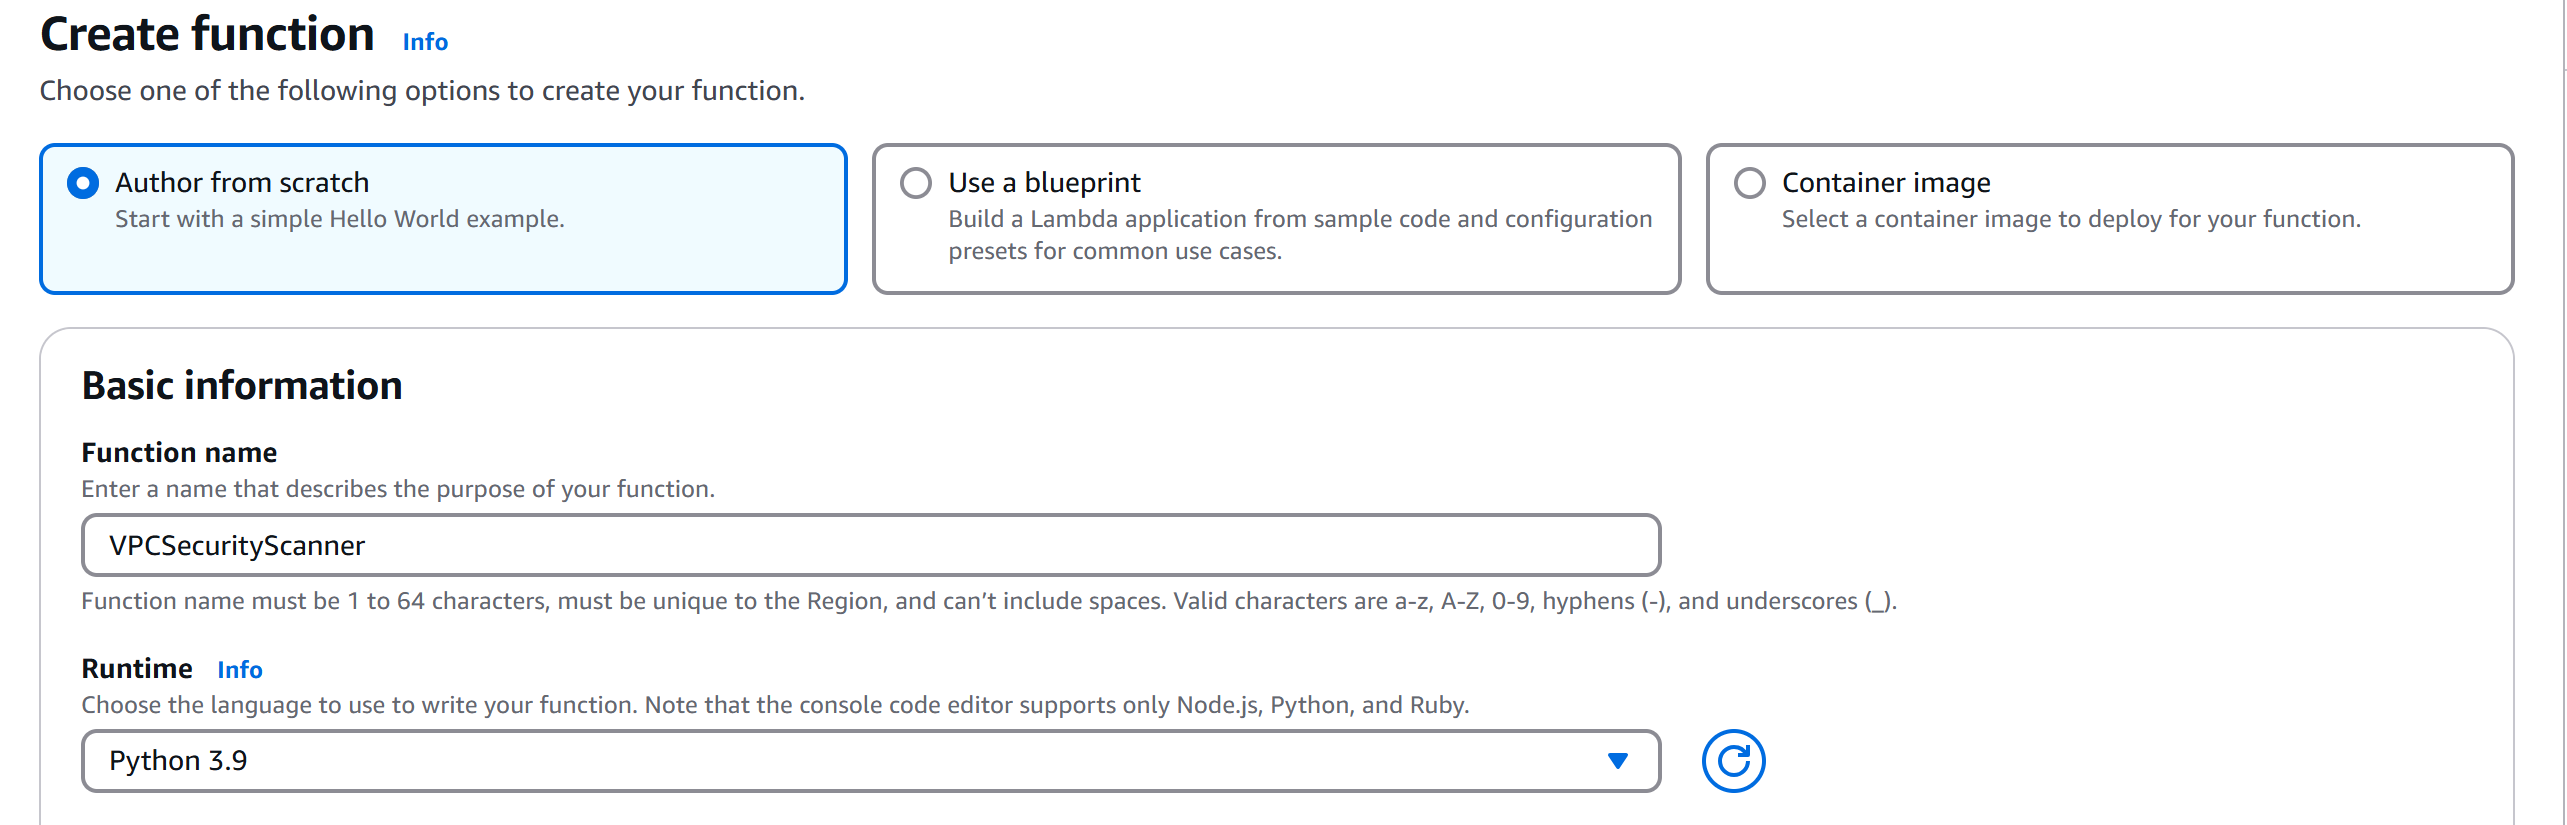 Create function Info
Choose one of the following options to create your function.
Author from scratch
Start with a simple Hello World example.
Use a blueprint
Build a Lambda application from sample code and configuration
presets for common use cases.
Container image
Select a container image to deploy for your function.
Basic information
Function name
Enter a name that describes the purpose of your function.
VPCSecurityScanner
Function name must be 1 to 64 characters, must be unique to the Region, and can’t include spaces. Valid characters are a-z, A-Z, 0-9, hyphens (-), and underscores (_).
Runtime Info
Choose the language to use to write your function. Note that the console code editor supports only Node.js, Python, and Ruby.
Python 3.9